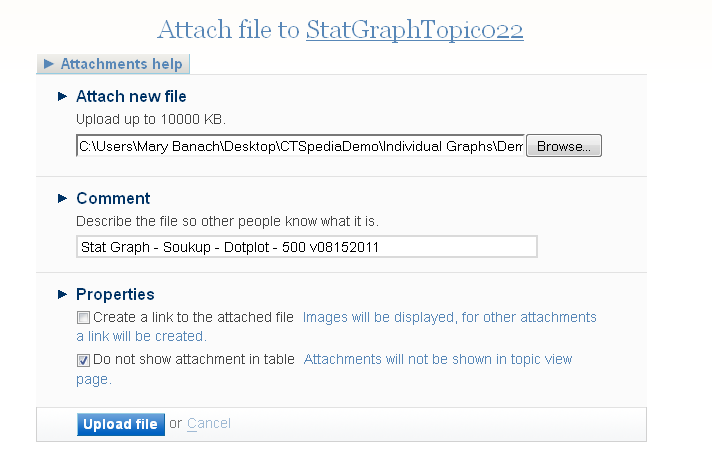 Attach file to StatGraphTopic022
Attachments help
Attach new file
Upload up to 10000 KB.
C:\Users\Mary Banach\Desktop\CTSpediaDemo\Individual Graphs\Dem
Browse...
Comment
Describe the file so other people know what it is.
Stat Graph - Soukup - Dotplot - 500 v08152011
Properties
Create a link to the attached file Images will be displayed, for other attachments
a link will be created.
Do not show attachment in table Attachments will not be shown in topic view
page.
Upload file or Cancel